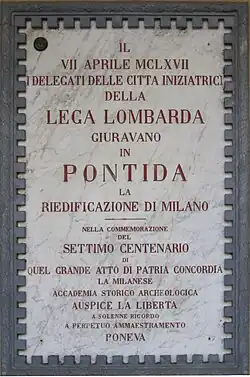 IL
VII APRILE MCLXVII
I DELEGATI DELLE CITTA INIZIATRICI
DELLA
LEGA LOMBARDA
GIURAVANO
IN
PONTIDA
LA
RIEDIFICAZIONE DI MILANO
NELLA COMMEMORAZIONE
DEL
SETTIMO CENTENARIO
DI
QUEL GRANDE ATTO DI PATRIA CONCORDIA
LA MILANESE
ACCADEMIA STORICO ARCHEOLOGICA
AUSPICE LA LIBERTA
A SOLENNE RICORDO
A PERPETUO AMMAESTRAMENTO
PONEVA